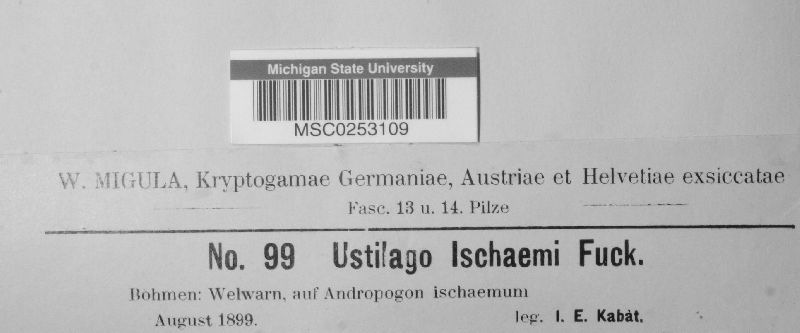 Michigan State University
MSC0253109
W. MIGULA, Kryptogamae Germaniae, Austriae et Helvetiae exsiccatae
Fasc. 13 u. 14. Pilze
No. 99 Ustilago Ischaemi Fuck.
Böhmen: Welwarn, auf Andropogon ischaemum
August 1899. leg. I. E. Kabát.